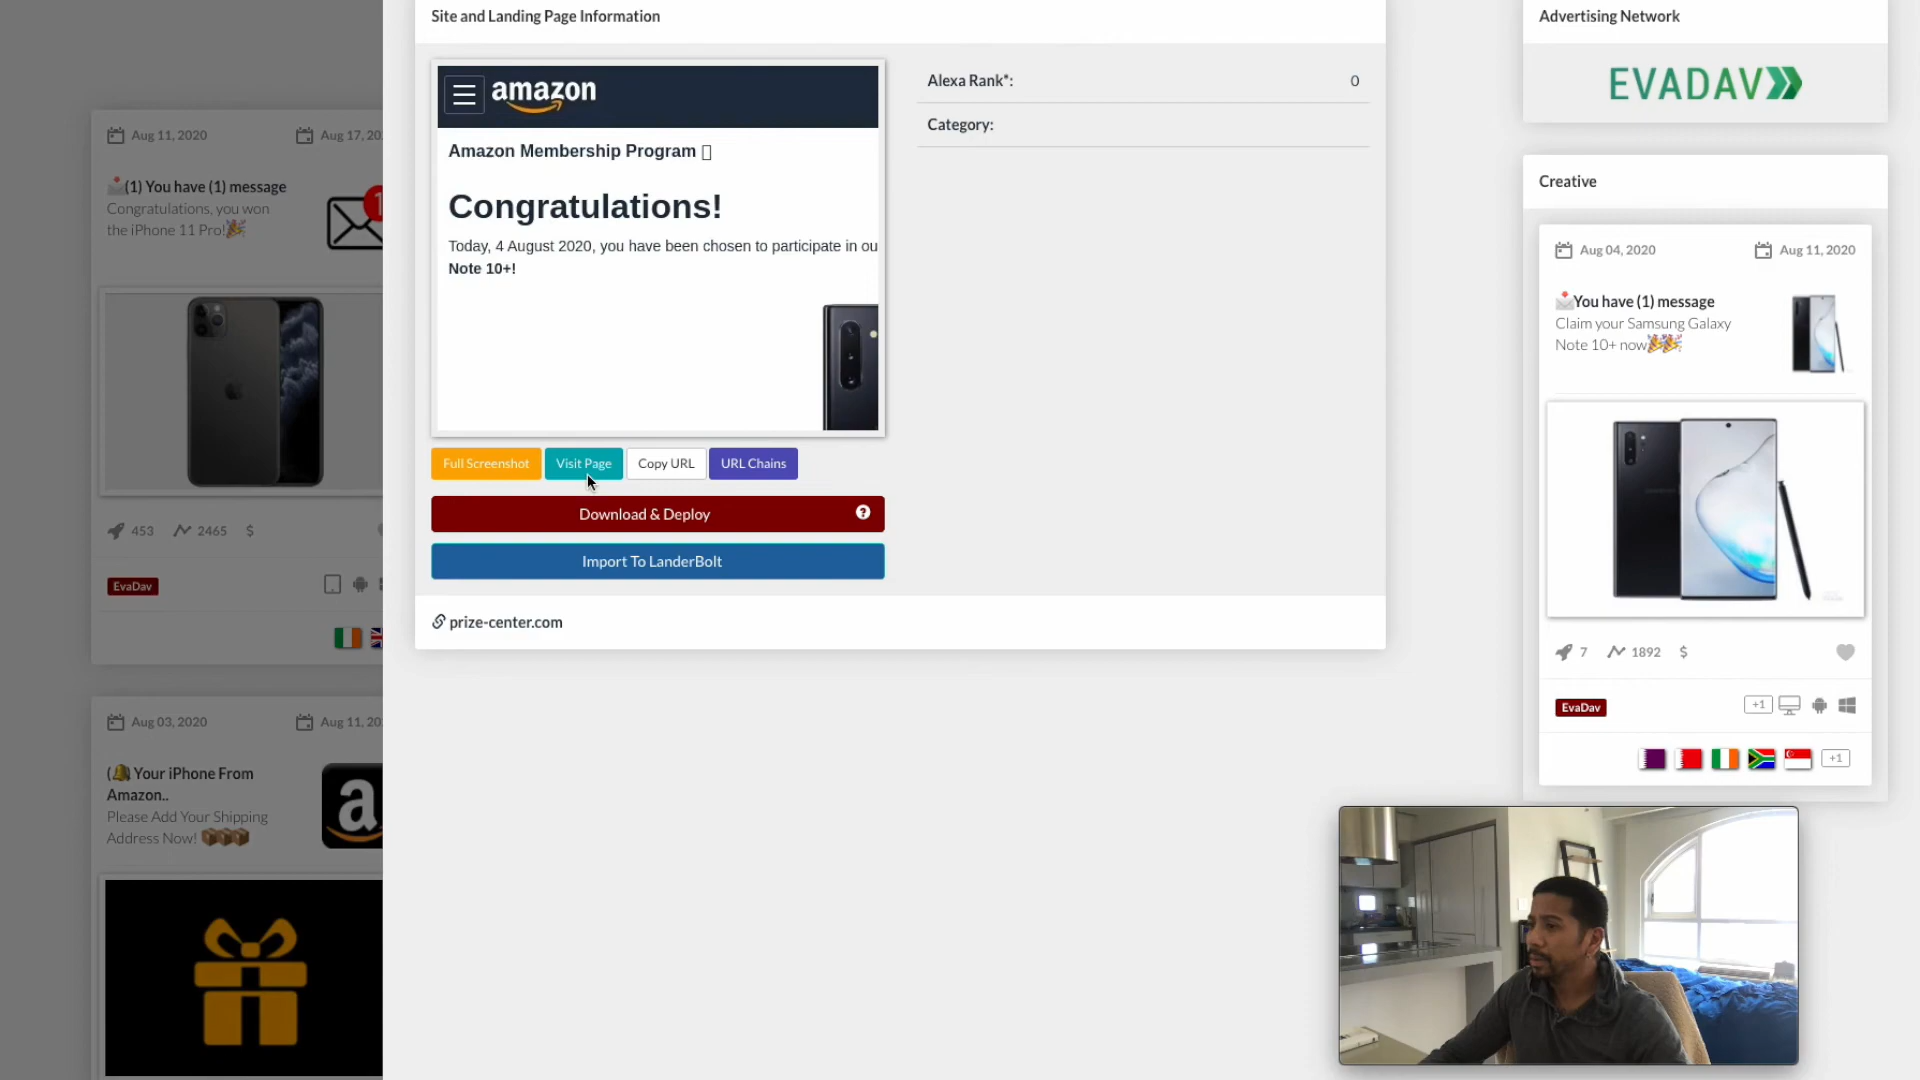 Site and Landing Page Information
amazon
Amazon Membership Program
Congratulations!
Today, 4 August 2020, you have been chosen to participate in ou
Note 10+!
Full Screenshot
Visit Page
Copy URL
URL Chains
Download & Deploy
?
Import To LanderBolt
prize-center.com
Alexa Rank*:
0
Category:
Advertising Network
EVADAV
Creative
Aug 04, 2020
Aug 11, 2020
You have (1) message
Claim your Samsung Galaxy
Note 10+ now
7
1892
$
EvaDav
+1
+1
Aug 11, 2020
Aug 17, 20
(1) You have (1) message
Congratulations, you won
the iPhone 11 Pro!
1
453
2465
$
EvaDav
Aug 03, 2020
Aug 11, 20
( Your iPhone From
Amazon..
Please Add Your Shipping
Address Now!
a